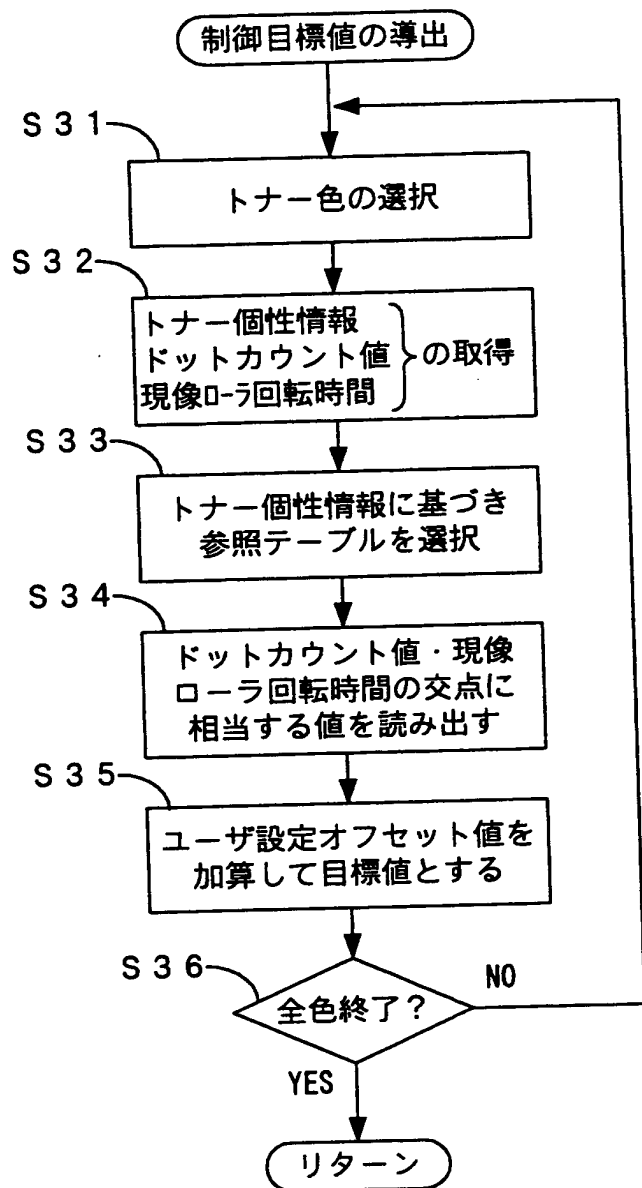 制御目標値の導出
S31
トナー色の選択
S32
トナー個性情報
ドットカウント値
現像ローラ回転時間
の取得
S33
トナー個性情報に基づき
参照テーブルを選択
S34
ドットカウント値・現像
ローラ回転時間の交点に
相当する値を読み出す
S35
ユーザ設定オフセット値を
加算して目標値とする
S36
全色終了?
NO
YES
リターン